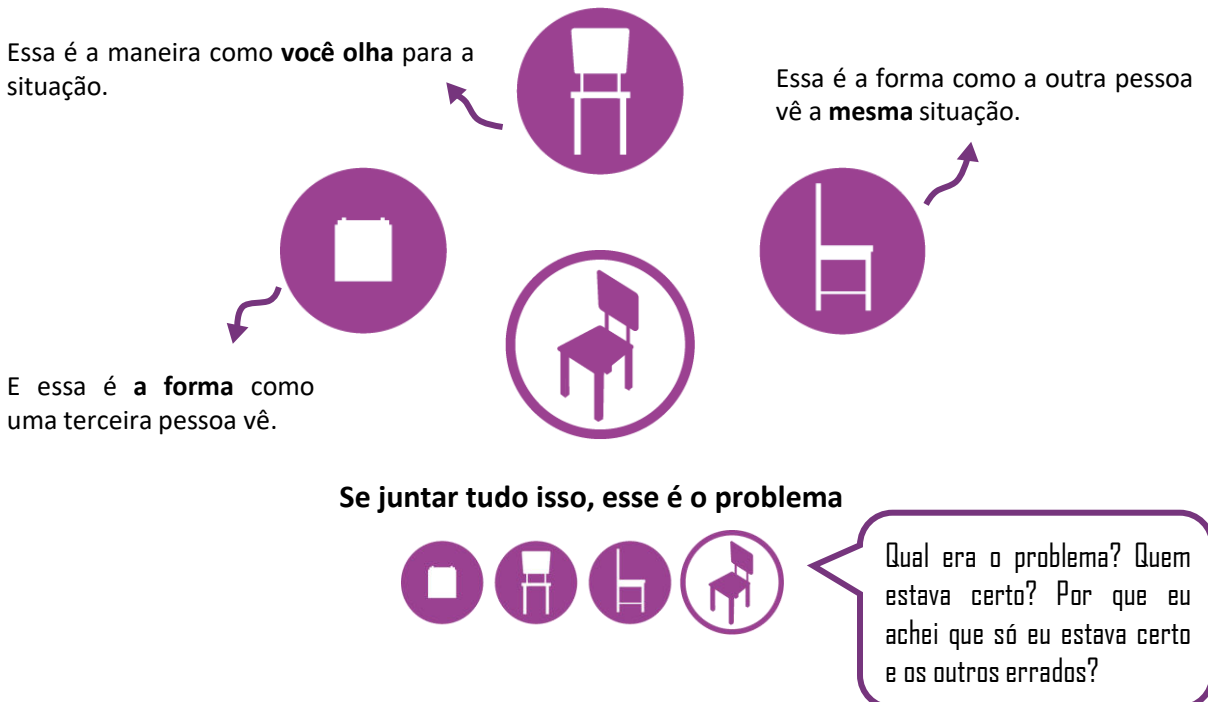 Essa é a maneira como você olha para a
situação.
Essa é a forma como a outra pessoa
vê a mesma situação.
E essa é a forma como
uma terceira pessoa vê.
Se juntar tudo isso, esse é o problema
Qual era o problema? Quem
estava certo? Por que eu
achei que só eu estava certo
e os outros errados?